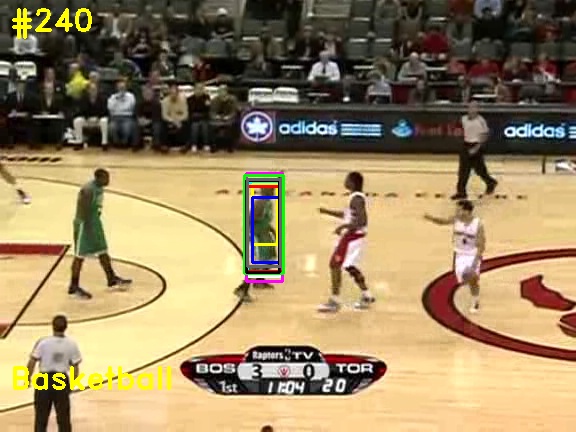 #240
adidas
adidas
Raptors TV
BOS 3 0 TOR
1st 11:04 20
Basketball